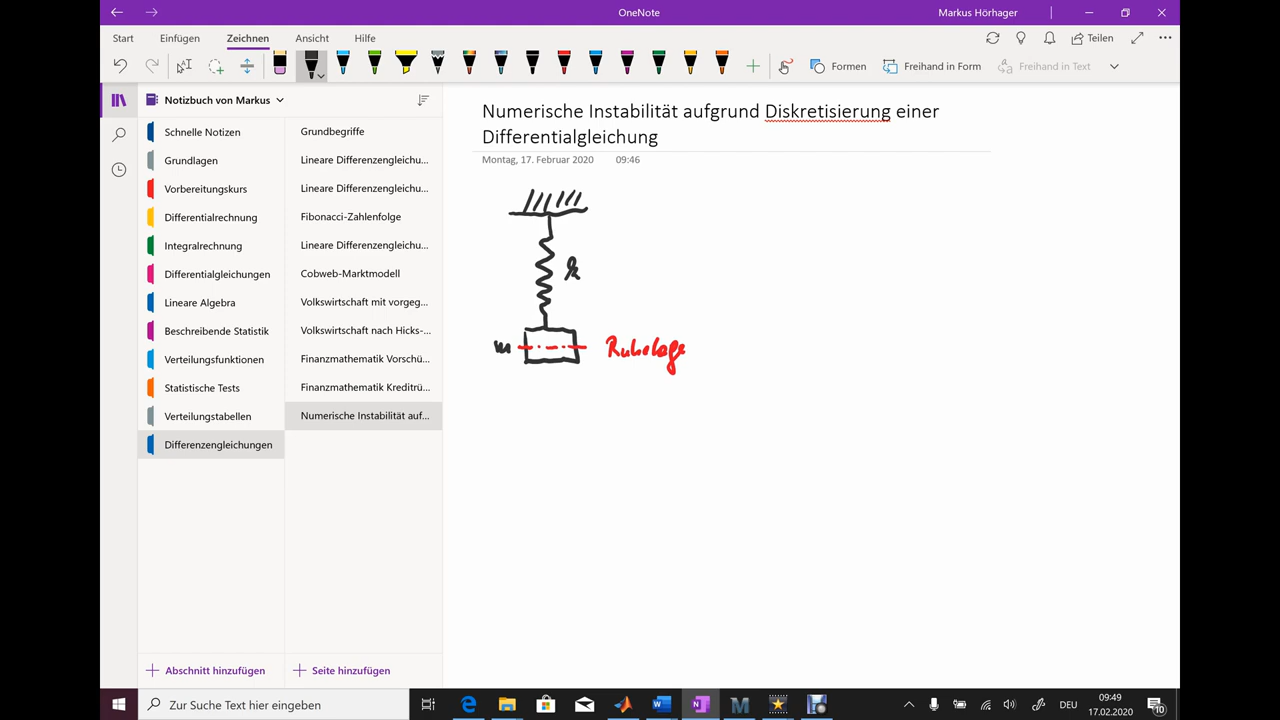 OneNote
Markus Hörhager
Start Einfügen Zeichnen Ansicht Hilfe
Teilen
Formen Freihand in Form Freihand in Text
Notizbuch von Markus
Schnelle Notizen
Grundlagen
Vorbereitungskurs
Differentialrechnung
Integralrechnung
Differentialgleichungen
Lineare Algebra
Beschreibende Statistik
Verteilungsfunktionen
Statistische Tests
Verteilungstabellen
Differenzengleichungen
Abschnitt hinzufügen
Grundbegriffe
Lineare Differenzengleichu...
Lineare Differenzengleichu...
Fibonacci-Zahlenfolge
Lineare Differenzengleichu...
Cobweb-Marktmodell
Volkswirtschaft mit vorgeg...
Volkswirtschaft nach Hicks-...
Finanzmathematik Vorschü...
Finanzmathematik Kreditrü...
Numerische Instabilität auf...
Seite hinzufügen
Numerische Instabilität aufgrund Diskretisierung einer
Differentialgleichung
Montag, 17. Februar 2020 09:46
k
m Ruhelage
Zur Suche Text hier eingeben
DEU
09:49
17.02.2020
10